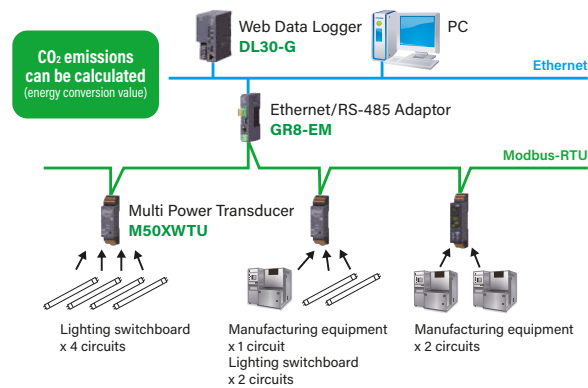 CO₂ emissions
can be calculated
(energy conversion value)
Web Data Logger
DL30-G
PC
Ethernet
Ethernet/RS-485 Adaptor
GR8-EM
Modbus-RTU
Multi Power Transducer
M50XWTU
Lighting switchboard
x 4 circuits
Manufacturing equipment
x 1 circuit
Lighting switchboard
x 2 circuits
Manufacturing equipment
x 2 circuits